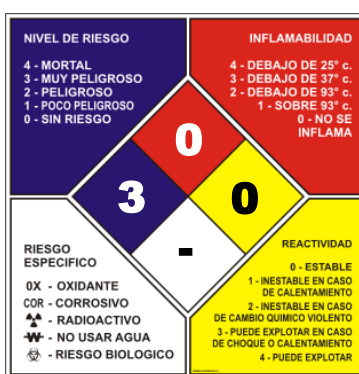 NIVEL DE RIESGO
4 - MORTAL
3 - MUY PELIGROSO
2 - PELIGROSO
1 - POCO PELIGROSO
0 - SIN RIESGO
INFLAMABILIDAD
4 - DEBAJO DE 25° c.
3 - DEBAJO DE 37° c.
2 - DEBAJO DE 93° c.
1 - SOBRE 93° c.
0 - NO SE
INFLAMA
0
3
0
-
RIESGO
ESPECIFICO
OX - OXIDANTE
COR - CORROSIVO
- RADIOACTIVO
W - NO USAR AGUA
- RIESGO BIOLOGICO
REACTIVIDAD
0 - ESTABLE
1 - INESTABLE EN CASO
DE CALENTAMIENTO
2 - INESTABLE EN CASO
DE CAMBIO QUIMICO VIOLENTO
3 - PUEDE EXPLOTAR EN CASO
DE CHOQUE O CALENTAMIENTO
4 - PUEDE EXPLOTAR